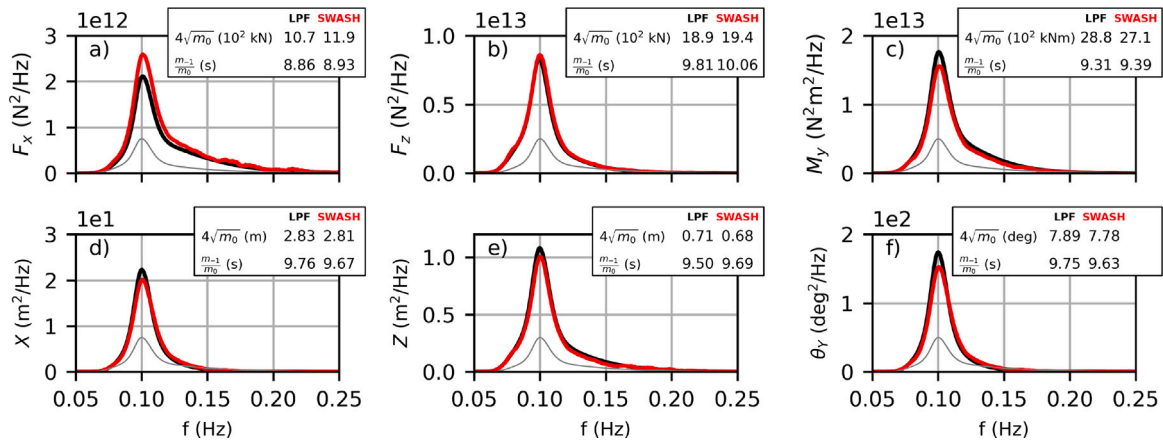 1e12
a)
LPF SWASH
4√m₀ (10² kN) 10.7 11.9
m₋₁/m₀ (s) 8.86 8.93
3
2
1
0
Fₓ (N²/Hz)
1e13
b)
LPF SWASH
4√m₀ (10² kN) 18.9 19.4
m₋₁/m₀ (s) 9.81 10.06
1.0
0.5
0.0
F_z (N²/Hz)
1e13
c)
LPF SWASH
4√m₀ (10² kNm) 28.8 27.1
m₋₁/m₀ (s) 9.31 9.39
2
1
0
M_y (N²m²/Hz)
1e1
d)
LPF SWASH
4√m₀ (m) 2.83 2.81
m₋₁/m₀ (s) 9.76 9.67
3
2
1
0
X (m²/Hz)
0.05 0.10 0.15 0.20 0.25
f (Hz)
e)
LPF SWASH
4√m₀ (m) 0.71 0.68
m₋₁/m₀ (s) 9.50 9.69
1.0
0.5
0.0
Z (m²/Hz)
0.05 0.10 0.15 0.20 0.25
f (Hz)
1e2
f)
LPF SWASH
4√m₀ (deg) 7.89 7.78
m₋₁/m₀ (s) 9.75 9.63
2
1
0
θ_Y (deg²/Hz)
0.05 0.10 0.15 0.20 0.25
f (Hz)